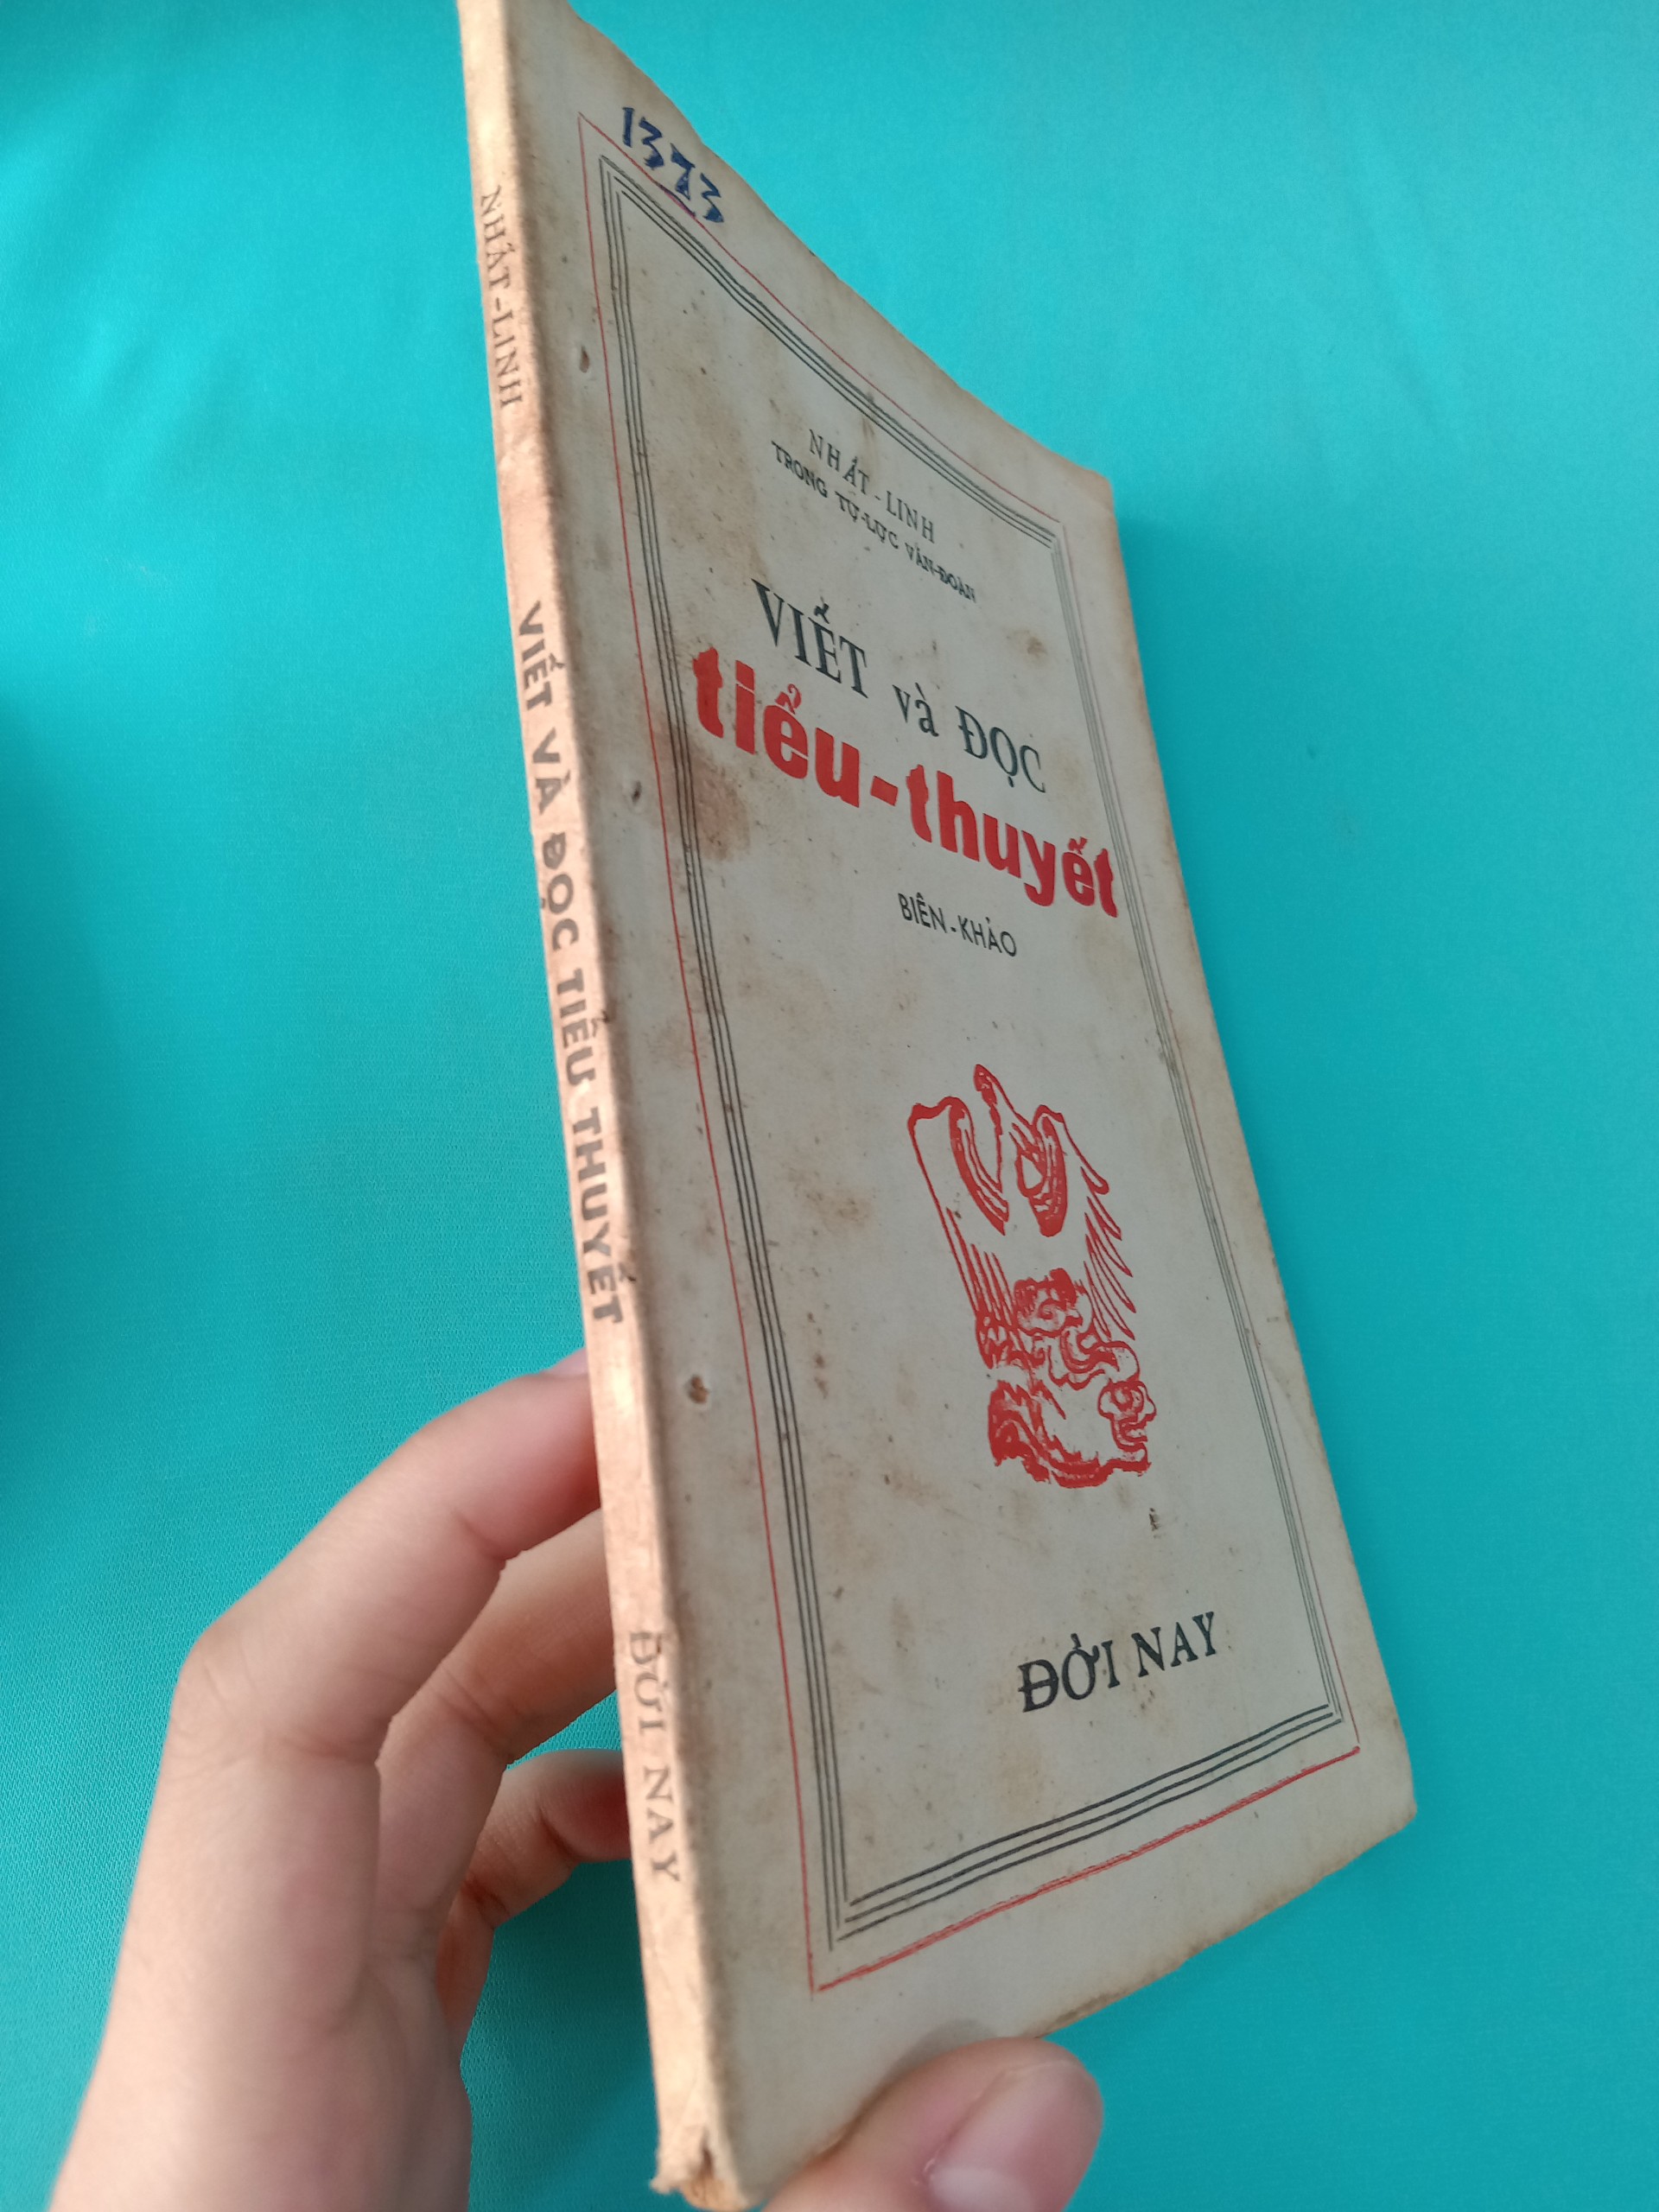 1373
NHẤT-LINH
TRONG TỰ-LỰC VĂN-ĐOÀN
VIẾT và ĐỌC
tiểu-thuyết
BIÊN-KHẢO
ĐỜI NAY
NHẤT-LINH
VIẾT VÀ ĐỌC TIỂU THUYẾT
ĐỜI NAY